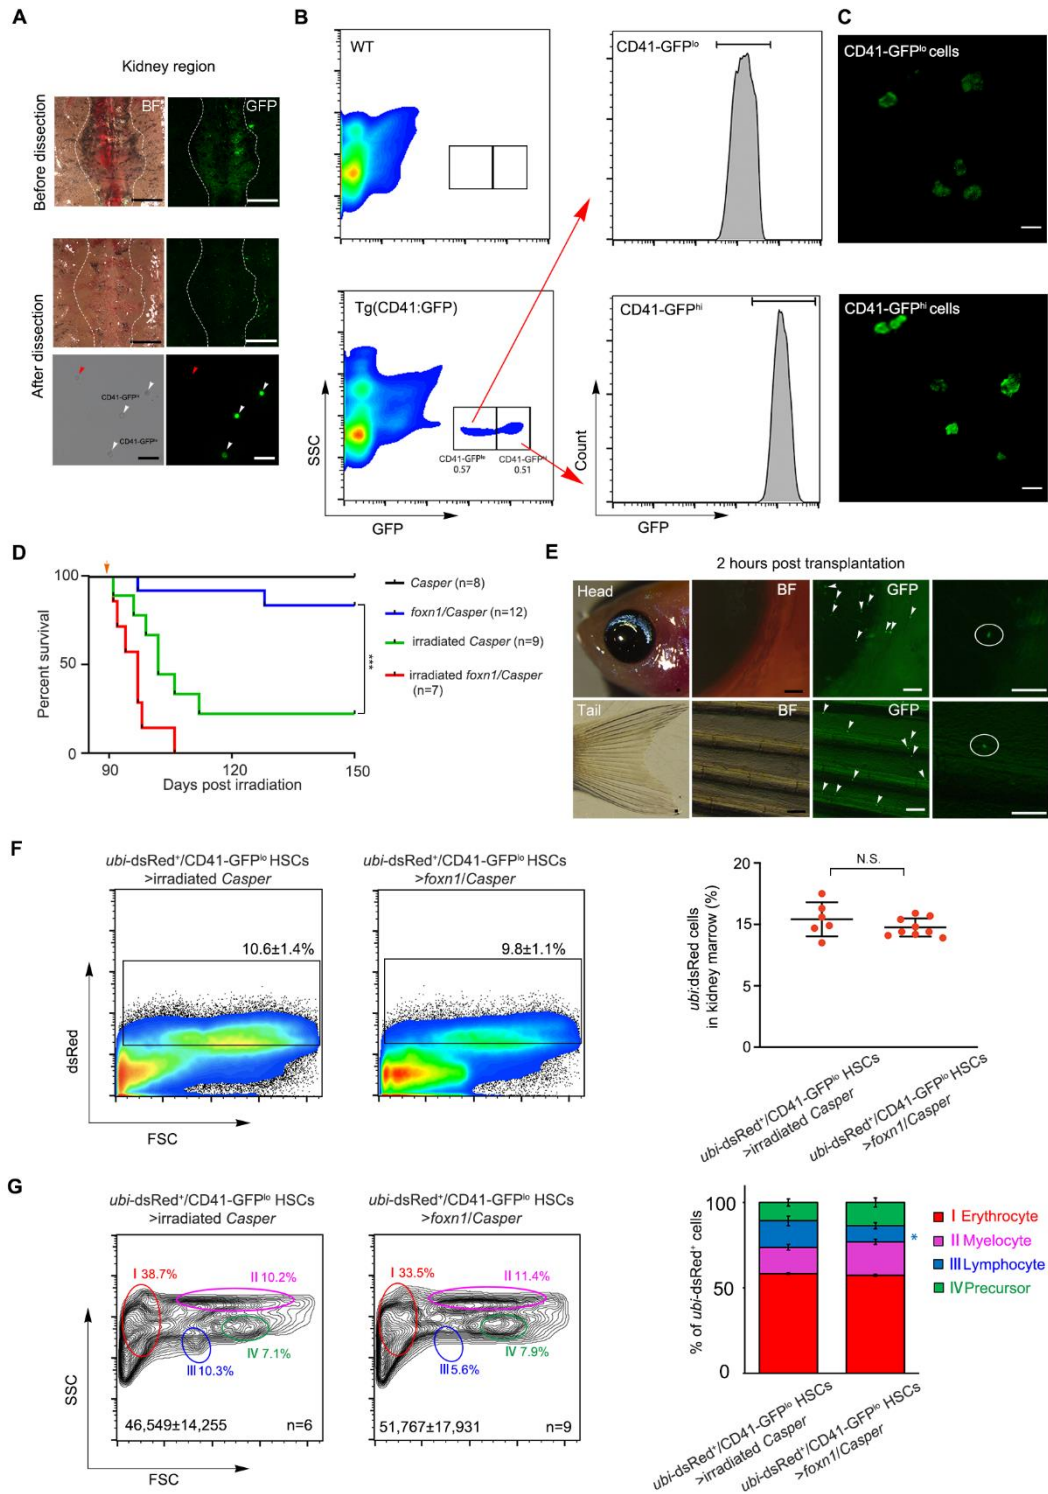 A
Kidney region
Before dissection
BF
GFP
After dissection
CD41-GFPʰⁱ
CD41-GFPˡᵒ
B
WT
CD41-GFPˡᵒ
Tg(CD41:GFP)
CD41-GFPˡᵒ
0.57
CD41-GFPʰⁱ
0.51
SSC
GFP
CD41-GFPʰⁱ
Count
GFP
C
CD41-GFPˡᵒ cells
CD41-GFPʰⁱ cells
D
Percent survival
100
50
0
90
120
150
Days post irradiation
Casper (n=8)
foxn1/Casper (n=12)
irradiated Casper (n=9)
irradiated foxn1/Casper
(n=7)
***
E
2 hours post transplantation
Head
BF
GFP
Tail
BF
GFP
F
ubi-dsRed⁺/CD41-GFPˡᵒ HSCs
>irradiated Casper
10.6±1.4%
ubi-dsRed⁺/CD41-GFPˡᵒ HSCs
>foxn1/Casper
9.8±1.1%
dsRed
FSC
ubi:dsRed cells
in kidney marrow (%)
20
15
5
0
N.S.
ubi-dsRed⁺/CD41-GFPˡᵒ HSCs
>irradiated Casper
ubi-dsRed⁺/CD41-GFPˡᵒ HSCs
>foxn1/Casper
G
ubi-dsRed⁺/CD41-GFPˡᵒ HSCs
>irradiated Casper
I 38.7%
II 10.2%
III 10.3%
IV 7.1%
46,549±14,255
n=6
ubi-dsRed⁺/CD41-GFPˡᵒ HSCs
>foxn1/Casper
I 33.5%
II 11.4%
III 5.6%
IV 7.9%
51,767±17,931
n=9
SSC
FSC
% of ubi-dsRed⁺ cells
100
50
0
*
I Erythrocyte
II Myelocyte
III Lymphocyte
IV Precursor
ubi-dsRed⁺/CD41-GFPˡᵒ HSCs
>irradiated Casper
ubi-dsRed⁺/CD41-GFPˡᵒ HSCs
>foxn1/Casper